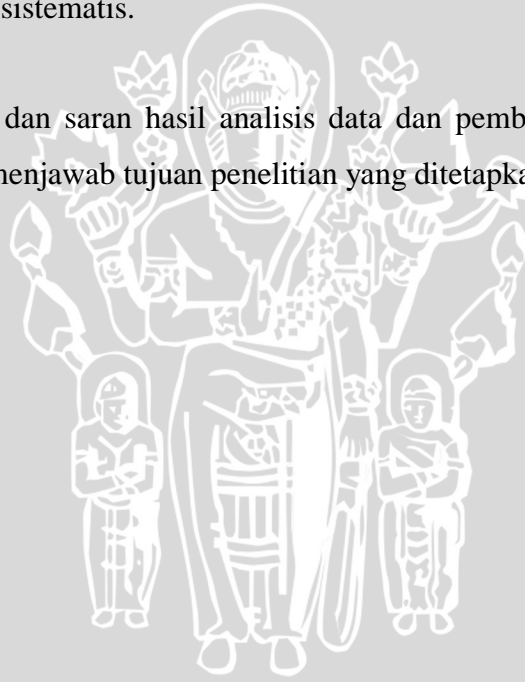 sistematis.
dan saran hasil analisis data dan pemb
menjawab tujuan penelitian yang ditetapka